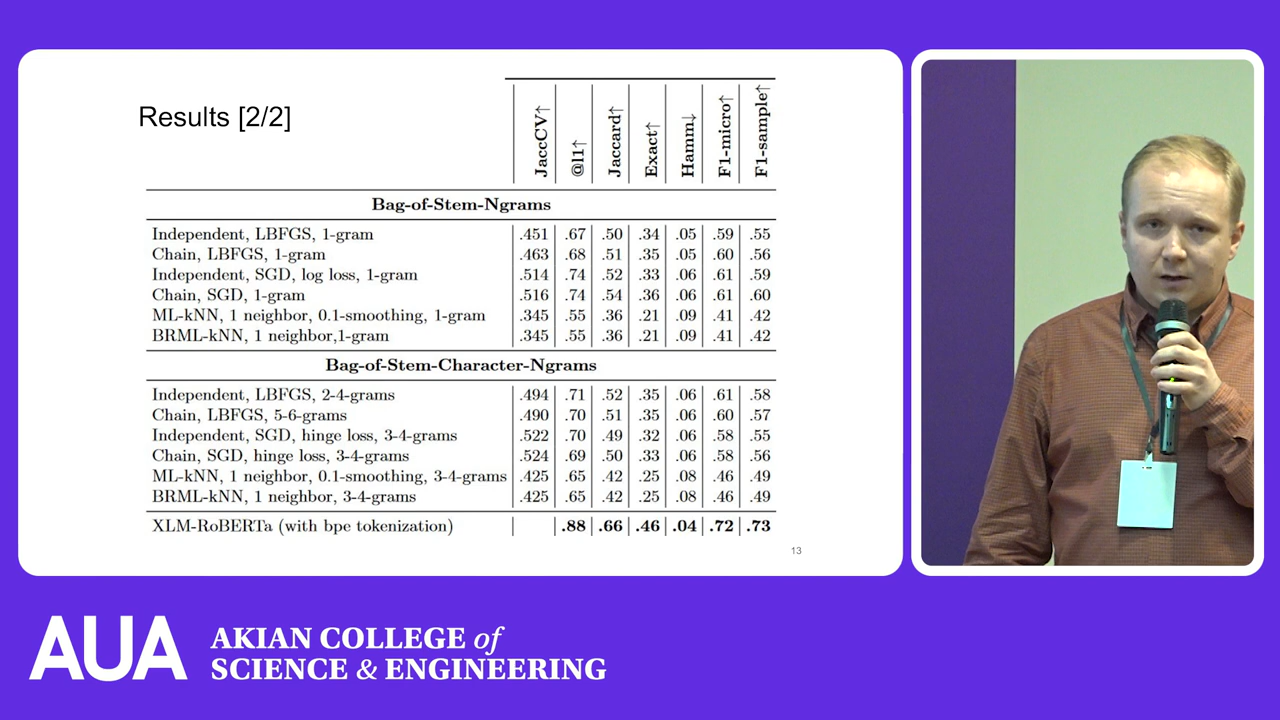 Results [2/2]
JaccCV↑ @l1↑ Jaccard↑ Exact↑ Hamm↓ F1-micro↑ F1-sample↑
Bag-of-Stem-Ngrams
Independent, LBFGS, 1-gram .451 .67 .50 .34 .05 .59 .55
Chain, LBFGS, 1-gram .463 .68 .51 .35 .05 .60 .56
Independent, SGD, log loss, 1-gram .514 .74 .52 .33 .06 .61 .59
Chain, SGD, 1-gram .516 .74 .54 .36 .06 .61 .60
ML-kNN, 1 neighbor, 0.1-smoothing, 1-gram .345 .55 .36 .21 .09 .41 .42
BRML-kNN, 1 neighbor,1-gram .345 .55 .36 .21 .09 .41 .42
Bag-of-Stem-Character-Ngrams
Independent, LBFGS, 2-4-grams .494 .71 .52 .35 .06 .61 .58
Chain, LBFGS, 5-6-grams .490 .70 .51 .35 .06 .60 .57
Independent, SGD, hinge loss, 3-4-grams .522 .70 .49 .32 .06 .58 .55
Chain, SGD, hinge loss, 3-4-grams .524 .69 .50 .33 .06 .58 .56
ML-kNN, 1 neighbor, 0.1-smoothing, 3-4-grams .425 .65 .42 .25 .08 .46 .49
BRML-kNN, 1 neighbor, 3-4-grams .425 .65 .42 .25 .08 .46 .49
XLM-RoBERTa (with bpe tokenization) .88 .66 .46 .04 .72 .73
13
AUA AKIAN COLLEGE of
SCIENCE & ENGINEERING